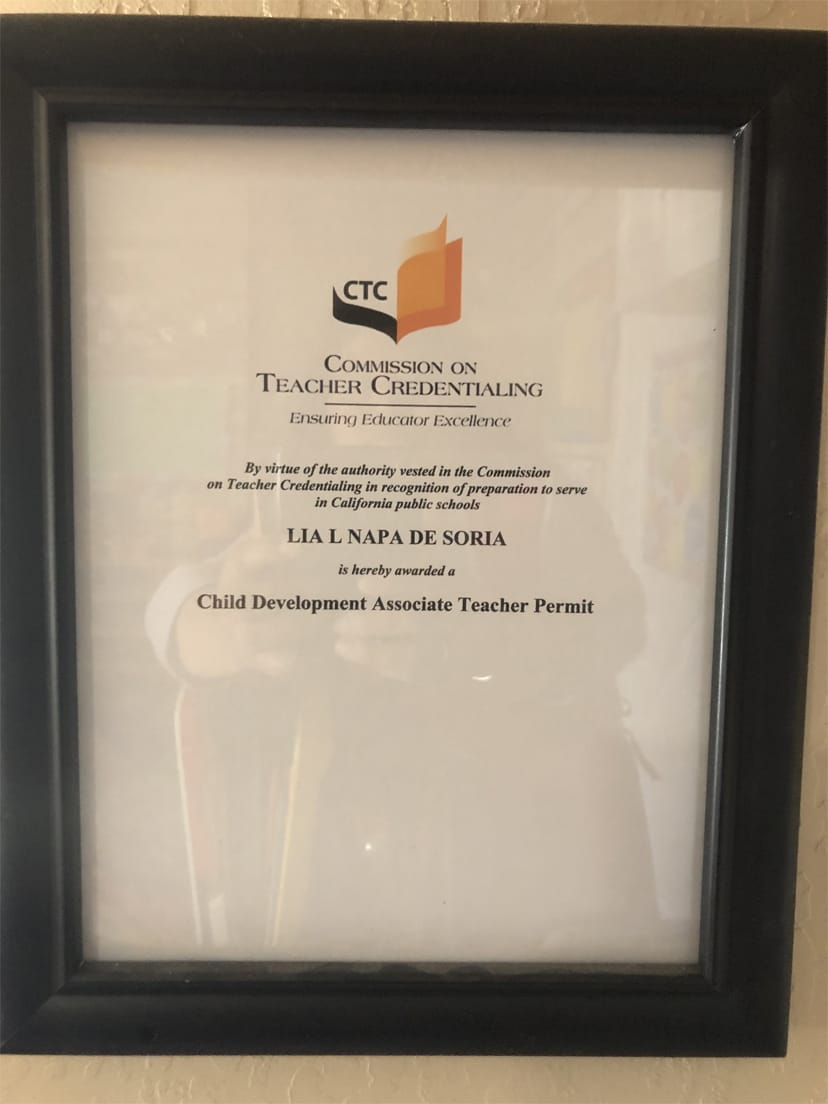 CTC
COMMISSION ON
TEACHER CREDENTIALING
Ensuring Educator Excellence
By virtue of the authority vested in the Commission
on Teacher Credentialing in recognition of preparation to serve
in California public schools
LIA L NAPA DE SORIA
is hereby awarded a
Child Development Associate Teacher Permit